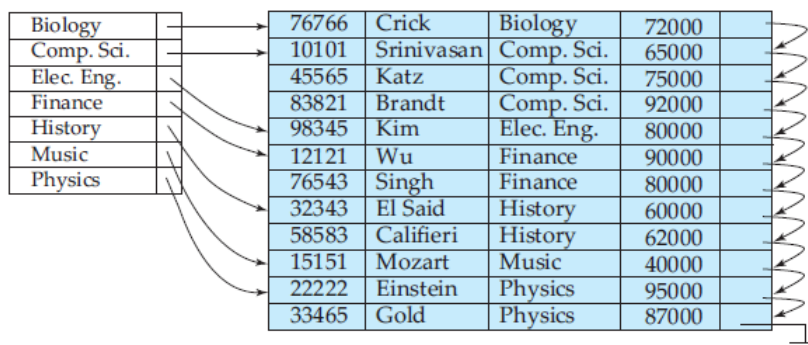 Biology
Comp. Sci.
Elec. Eng.
Finance
History
Music
Physics
76766 Crick Biology 72000
10101 Srinivasan Comp. Sci. 65000
45565 Katz Comp. Sci. 75000
83821 Brandt Comp. Sci. 92000
98345 Kim Elec. Eng. 80000
12121 Wu Finance 90000
76543 Singh Finance 80000
32343 El Said History 60000
58583 Califieri History 62000
15151 Mozart Music 40000
22222 Einstein Physics 95000
33465 Gold Physics 87000